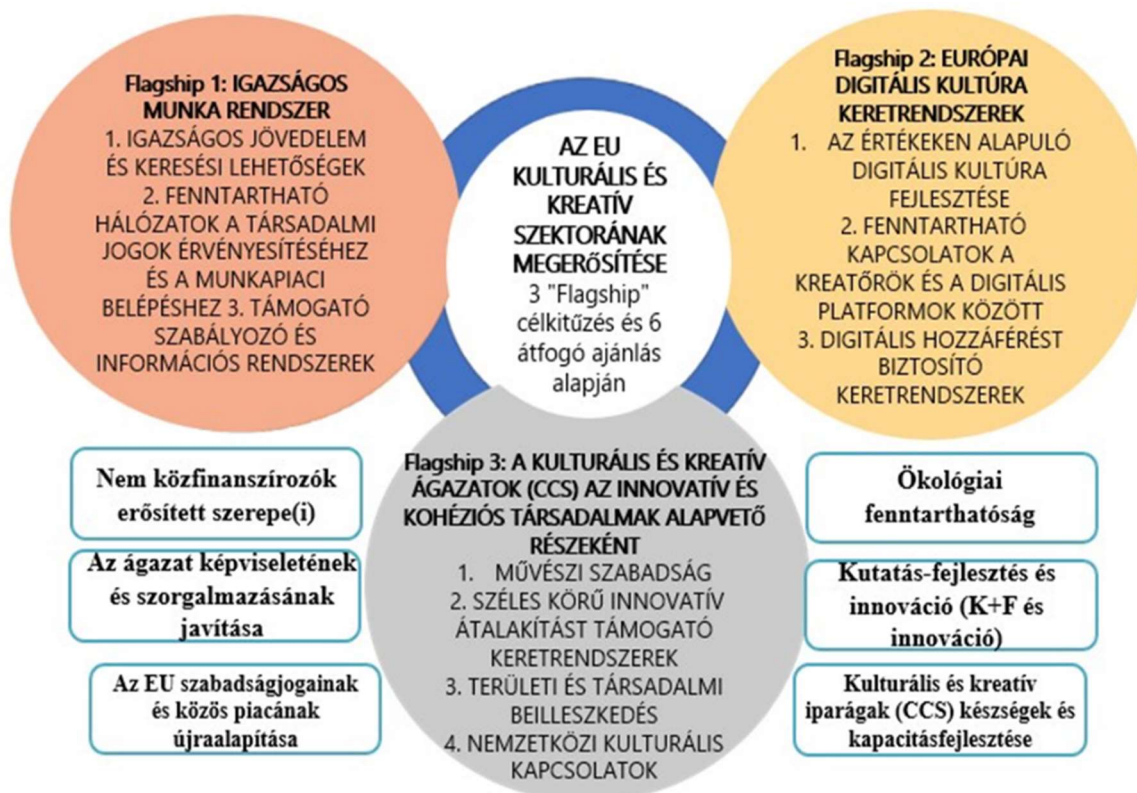 Flagship 1: IGAZSÁGOS
MUNKA RENDSZER
1. IGAZSÁGOS JÖVEDELEM
ÉS KERESÉSI LEHETŐSÉGEK
2. FENNTARTHATÓ
HÁLÓZATOK A TÁRSADALMI
JOGOK ÉRVÉNYESÍTÉSÉHEZ
ÉS A MUNKAPIACI
BELÉPÉSHEZ 3. TÁMOGATÓ
SZABÁLYOZÓ ÉS
INFORMÁCIÓS RENDSZEREK
AZ EU
KULTURÁLIS ÉS
KREATÍV
SZEKTORÁNAK
MEGERŐSÍTÉSE
3 "Flagship"
célkitűzés és 6
átfogó ajánlás
alapján
Flagship 2: EURÓPAI
DIGITÁLIS KULTÚRA
KERETRENDSZEREK
1. AZ ÉRTÉKEKEN ALAPULÓ
DIGITÁLIS KULTÚRA
FEJLESZTÉSE
2. FENNTARTHATÓ
KAPCSOLATOK A
KREATŐRÖK ÉS A DIGITÁLIS
PLATFORMOK KÖZÖTT
3. DIGITÁLIS HOZZÁFÉRÉST
BIZTOSÍTÓ
KERETRENDSZEREK
Flagship 3: A KULTURÁLIS ÉS KREATÍV
ÁGAZATOK (CCS) AZ INNOVATÍV ÉS
KOHÉZIÓS TÁRSADALMAK ALAPVETŐ
RÉSZEKÉNT
1. MŰVÉSZI SZABADSÁG
2. SZÉLES KÖRŰ INNOVATÍV
ÁTALAKÍTÁST TÁMOGATÓ
KERETRENDSZEREK
3. TERÜLETI ÉS TÁRSADALMI
BEILLESZKEDÉS
4. NEMZETKÖZI KULTURÁLIS
KAPCSOLATOK
Nem közfinanszírozók
erősített szerepe(i)
Az ágazat képviseletének
és szorgalmazásának
javítása
Az EU szabadságjogainak
és közös piacának
újraalapítása
Ökológiai
fenntarthatóság
Kutatás-fejlesztés és
innováció (K+F és
innováció)
Kulturális és kreatív
iparágak (CCS) készségek és
kapacitásfejlesztése